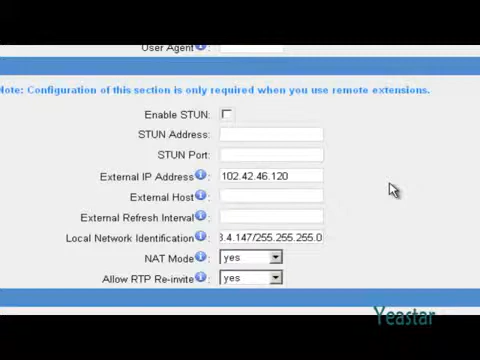 User Agent
Note: Configuration of this section is only required when you use remote extensions.
Enable STUN:
STUN Address:
STUN Port:
External IP Address i: 102.42.46.120
External Host i:
External Refresh Interval i:
Local Network Identification i: 3.4.147/255.255.255.0
NAT Mode i: yes
Allow RTP Re-invite i: yes
Yeastar